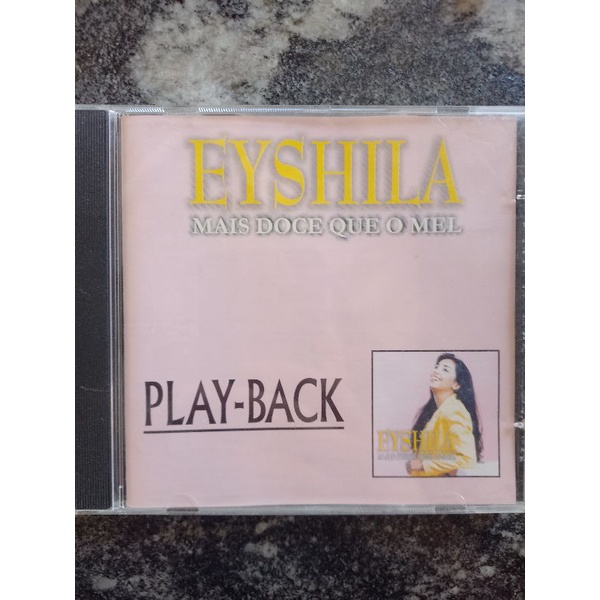 EYSHILA
MAIS DOCE QUE O MEL
PLAY-BACK
EYSHILA